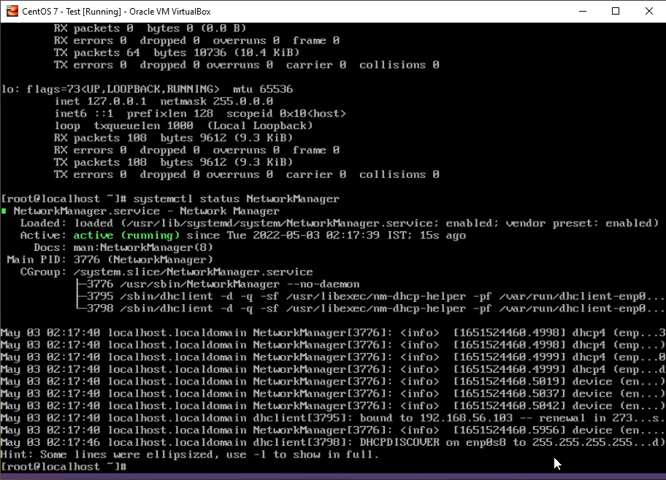 CentOS 7 - Test [Running] - Oracle VM VirtualBox
RX packets 0  bytes 0 (0.0 B)
RX errors 0  dropped 0  overruns 0  frame 0
TX packets 64  bytes 10736 (10.4 KiB)
TX errors 0  dropped 0 overruns 0  carrier 0  collisions 0
lo: flags=73<UP,LOOPBACK,RUNNING>  mtu 65536
inet 127.0.0.1  netmask 255.0.0.0
inet6 ::1  prefixlen 128  scopeid 0x10<host>
loop  txqueuelen 1000  (Local Loopback)
RX packets 108  bytes 9612 (9.3 KiB)
RX errors 0  dropped 0  overruns 0  frame 0
TX packets 108  bytes 9612 (9.3 KiB)
TX errors 0  dropped 0 overruns 0  carrier 0  collisions 0
[root@localhost ~]# systemctl status NetworkManager
NetworkManager.service - Network Manager
Loaded: loaded (/usr/lib/systemd/system/NetworkManager.service; enabled; vendor preset: enabled)
Active: active (running) since Tue 2022-05-03 02:17:39 IST; 15s ago
Docs: man:NetworkManager(8)
Main PID: 3776 (NetworkManager)
CGroup: /system.slice/NetworkManager.service
├─3776 /usr/sbin/NetworkManager --no-daemon
├─3795 /sbin/dhclient -d -q -sf /usr/libexec/nm-dhcp-helper -pf /var/run/dhclient-enp0...
└─3798 /sbin/dhclient -d -q -sf /usr/libexec/nm-dhcp-helper -pf /var/run/dhclient-enp0...
May 03 02:17:40 localhost.localdomain NetworkManager[3776]: <info>  [1651524460.4998] dhcp4 (enp...3
May 03 02:17:40 localhost.localdomain NetworkManager[3776]: <info>  [1651524460.4999] dhcp4 (enp...s
May 03 02:17:40 localhost.localdomain NetworkManager[3776]: <info>  [1651524460.4999] dhcp4 (enp...0
May 03 02:17:40 localhost.localdomain NetworkManager[3776]: <info>  [1651524460.4999] dhcp4 (enp...d
May 03 02:17:40 localhost.localdomain NetworkManager[3776]: <info>  [1651524460.5019] device (en...
May 03 02:17:40 localhost.localdomain NetworkManager[3776]: <info>  [1651524460.5037] device (en...
May 03 02:17:40 localhost.localdomain NetworkManager[3776]: <info>  [1651524460.5042] device (en...
May 03 02:17:40 localhost.localdomain dhclient[3795]: bound to 192.168.56.103 -- renewal in 273...s.
May 03 02:17:40 localhost.localdomain NetworkManager[3776]: <info>  [1651524460.5956] device (en...
May 03 02:17:46 localhost.localdomain dhclient[3798]: DHCPDISCOVER on enp0s8 to 255.255.255.255...d)
Hint: Some lines were ellipsized, use -l to show in full.
[root@localhost ~]#